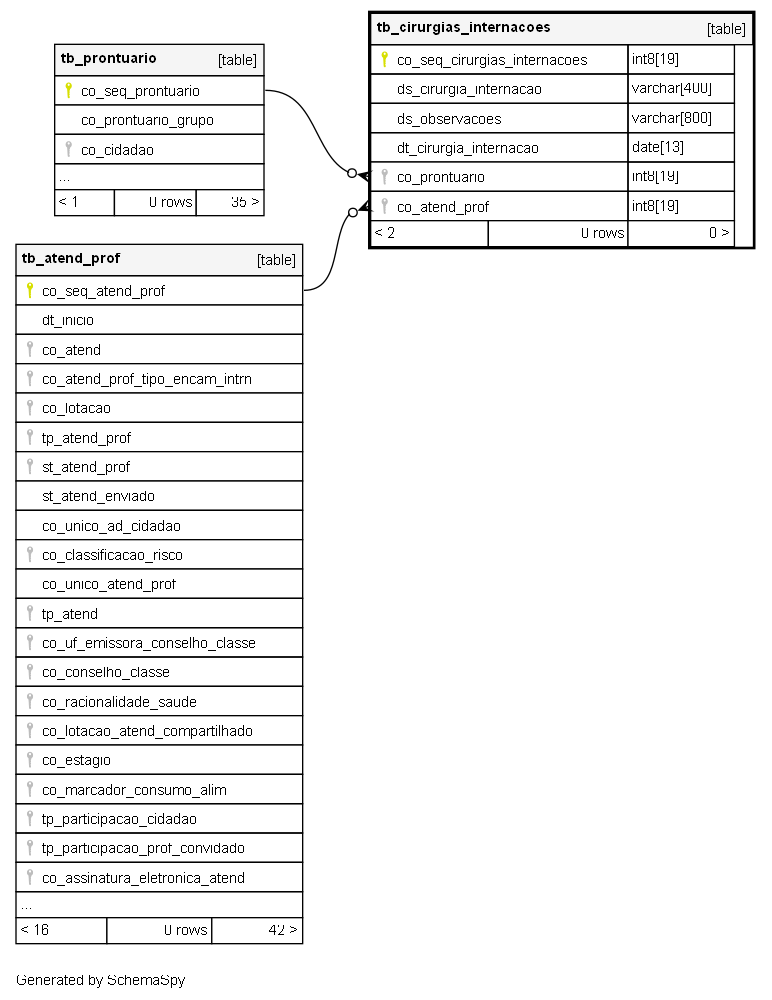 tb_cirurgias_internacoes [table]
co_seq_cirurgias_internacoes int8[19]
ds_cirurgia_internacao varchar[400]
ds_observacoes varchar[800]
dt_cirurgia_internacao date[13]
co_prontuario int8[19]
co_atend_prof int8[19]
< 2 0 rows 0 >
tb_prontuario [table]
co_seq_prontuario
co_prontuario_grupo
co_cidadao
...
< 1 0 rows 35 >
tb_atend_prof [table]
co_seq_atend_prof
dt_inicio
co_atend
co_atend_prof_tipo_encam_intrn
co_lotacao
tp_atend_prof
st_atend_prof
st_atend_enviado
co_unico_ad_cidadao
co_classificacao_risco
co_unico_atend_prof
tp_atend
co_uf_emissora_conselho_classe
co_conselho_classe
co_racionalidade_saude
co_lotacao_atend_compartilhado
co_estagio
co_marcador_consumo_alim
tp_participacao_cidadao
tp_participacao_prof_convidado
co_assinatura_eletronica_atend
...
< 16 0 rows 42 >
Generated by SchemaSpy